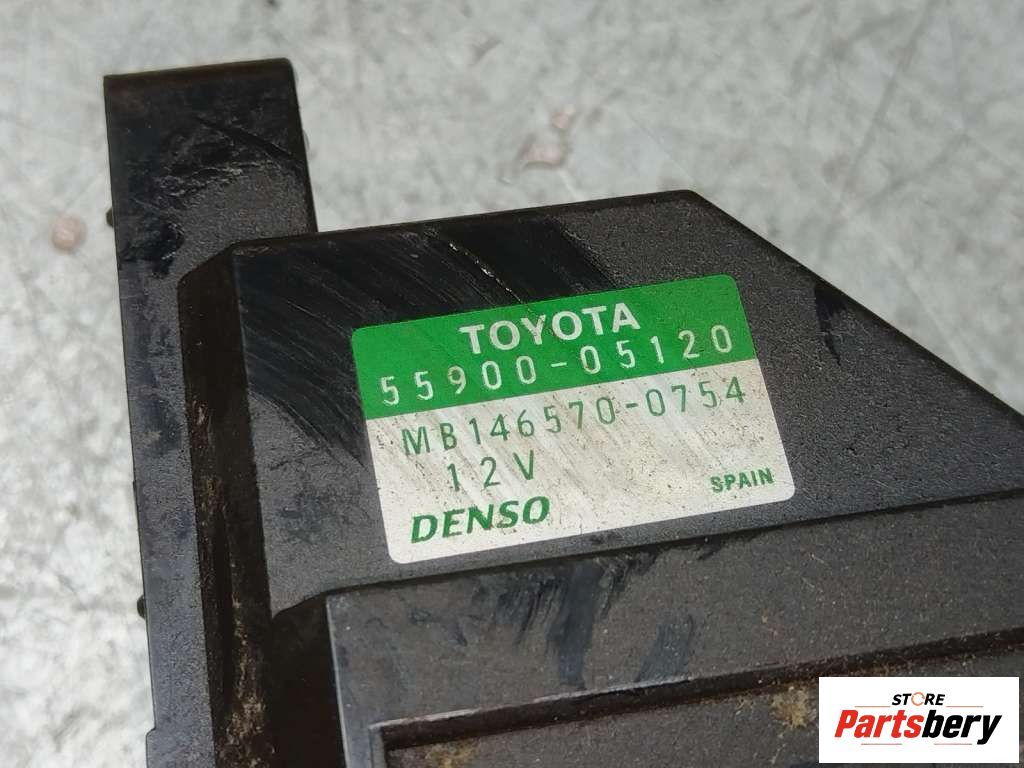 TOYOTA
55900-05120
MB146570-0754
12V
DENSO SPAIN
STORE
Partsbery